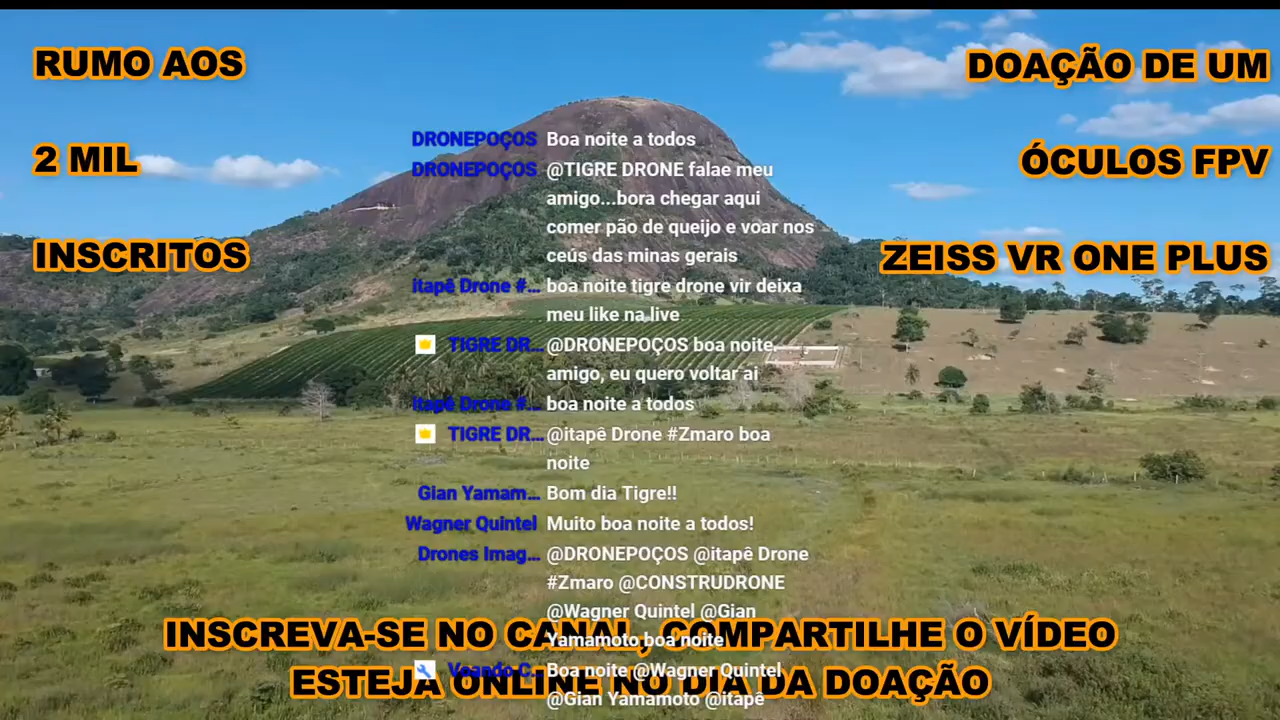 RUMO AOS
2 MIL
INSCRITOS
DOAÇÃO DE UM
ÓCULOS FPV
ZEISS VR ONE PLUS
DRONEPOÇOS Boa noite a todos
DRONEPOÇOS @TIGRE DRONE falae meu
amigo...bora chegar aqui
comer pão de queijo e voar nos
ceús das minas gerais
itapê Drone #... boa noite tigre drone vir deixa
meu like na live
TIGRE DR... @DRONEPOÇOS boa noite
amigo, eu quero voltar ai
itapê Drone #... boa noite a todos
TIGRE DR... @itapê Drone #Zmaro boa
noite
Gian Yamam... Bom dia Tigre!!
Wagner Quintel Muito boa noite a todos!
Drones Imag... @DRONEPOÇOS @itapê Drone
#Zmaro @CONSTRUDRONE
@Wagner Quintel @Gian
Yamamoto boa noite
Voando C... Boa noite @Wagner Quintel
@Gian Yamamoto @itapê
INSCREVA-SE NO CANAL, COMPARTILHE O VÍDEO
ESTEJA ONLINE NO DIA DA DOAÇÃO